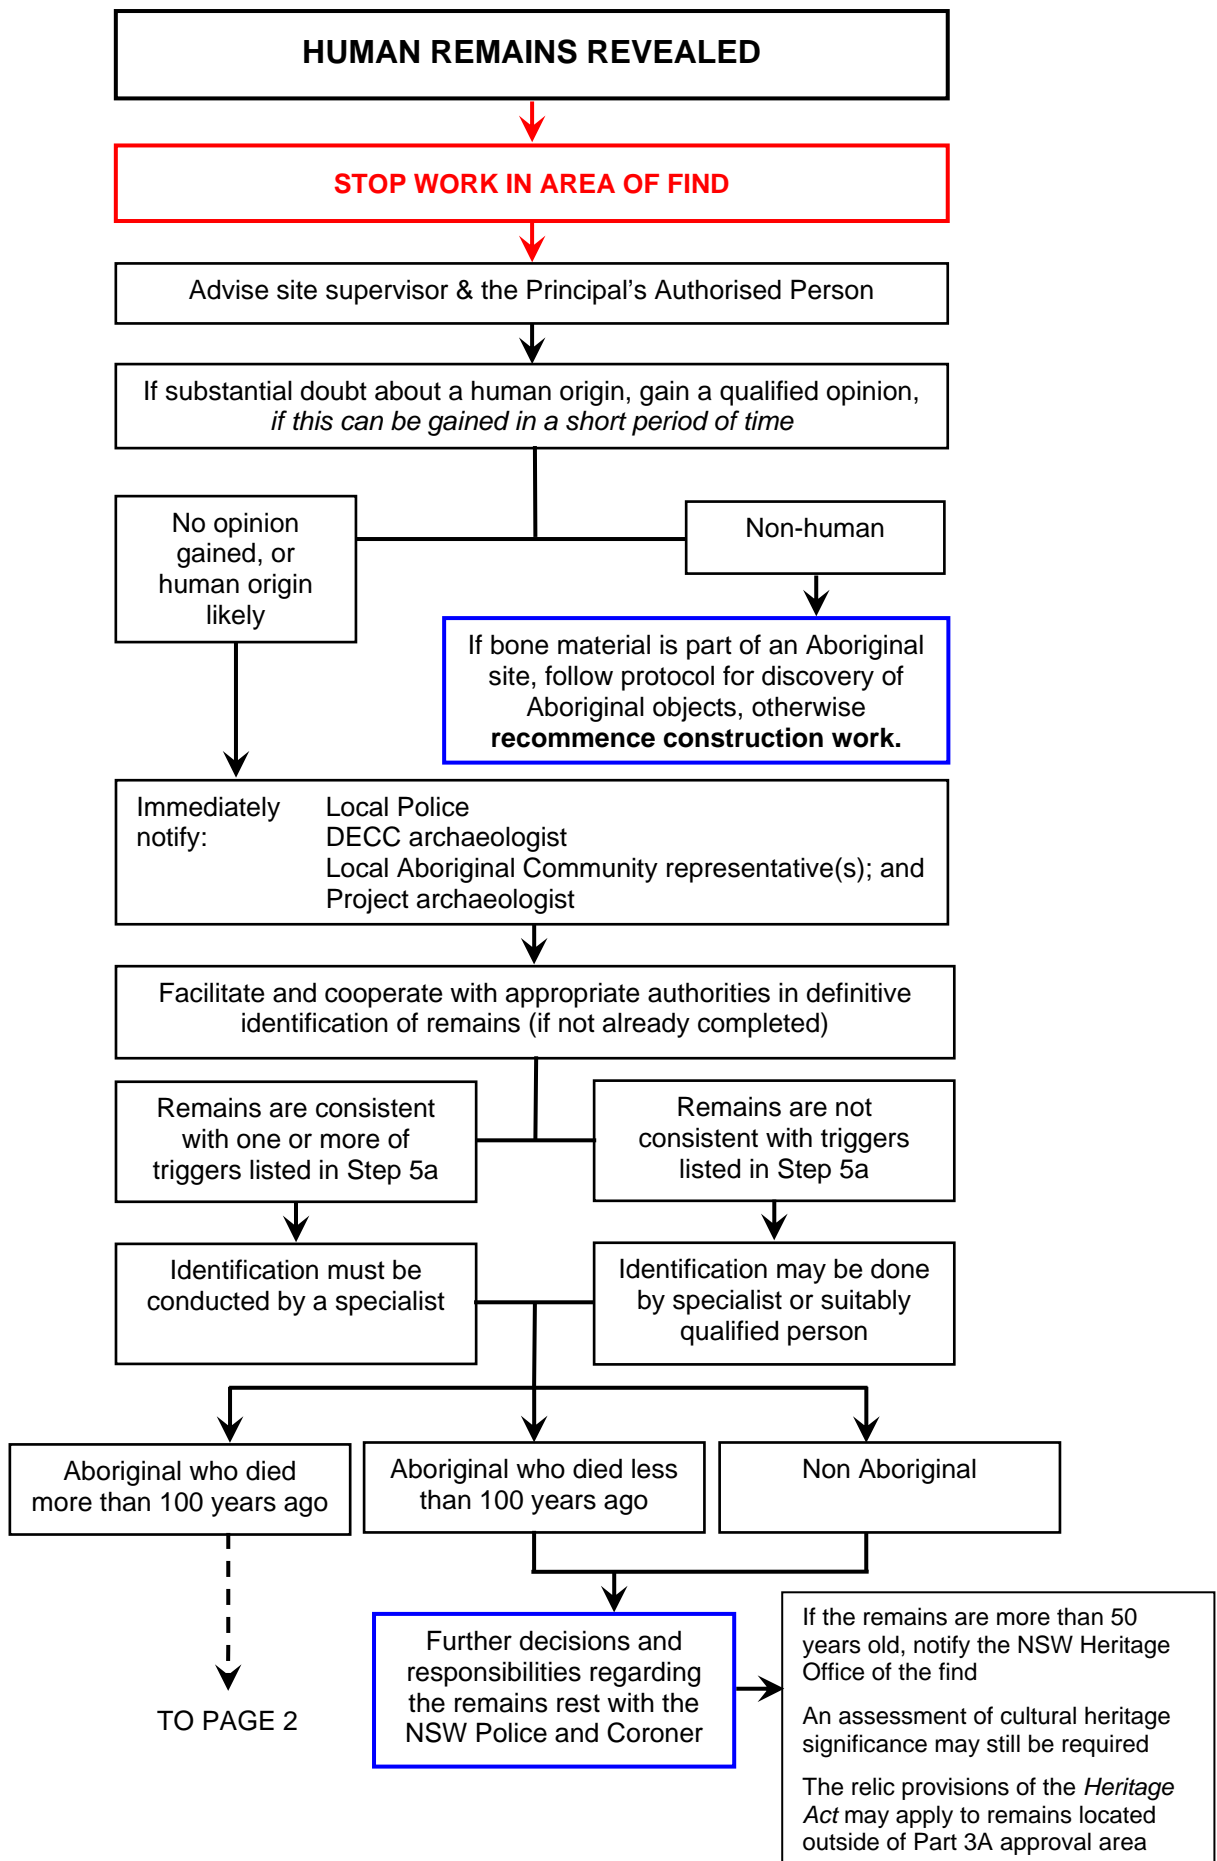 HUMAN REMAINS REVEALED
STOP WORK IN AREA OF FIND
Advise site supervisor & the Principal’s Authorised Person
If substantial doubt about a human origin, gain a qualified opinion,
if this can be gained in a short period of time
No opinion
gained, or
human origin
likely
Non-human
If bone material is part of an Aboriginal
site, follow protocol for discovery of
Aboriginal objects, otherwise
recommence construction work.
Immediately notify:
Local Police
DECC archaeologist
Local Aboriginal Community representative(s); and
Project archaeologist
Facilitate and cooperate with appropriate authorities in definitive
identification of remains (if not already completed)
Remains are consistent
with one or more of
triggers listed in Step 5a
Remains are not
consistent with triggers
listed in Step 5a
Identification must be
conducted by a specialist
Identification may be done
by specialist or suitably
qualified person
Aboriginal who died
more than 100 years ago
Aboriginal who died less
than 100 years ago
Non Aboriginal
TO PAGE 2
Further decisions and
responsibilities regarding
the remains rest with the
NSW Police and Coroner
If the remains are more than 50
years old, notify the NSW Heritage
Office of the find
An assessment of cultural heritage
significance may still be required
The relic provisions of the Heritage
Act may apply to remains located
outside of Part 3A approval area